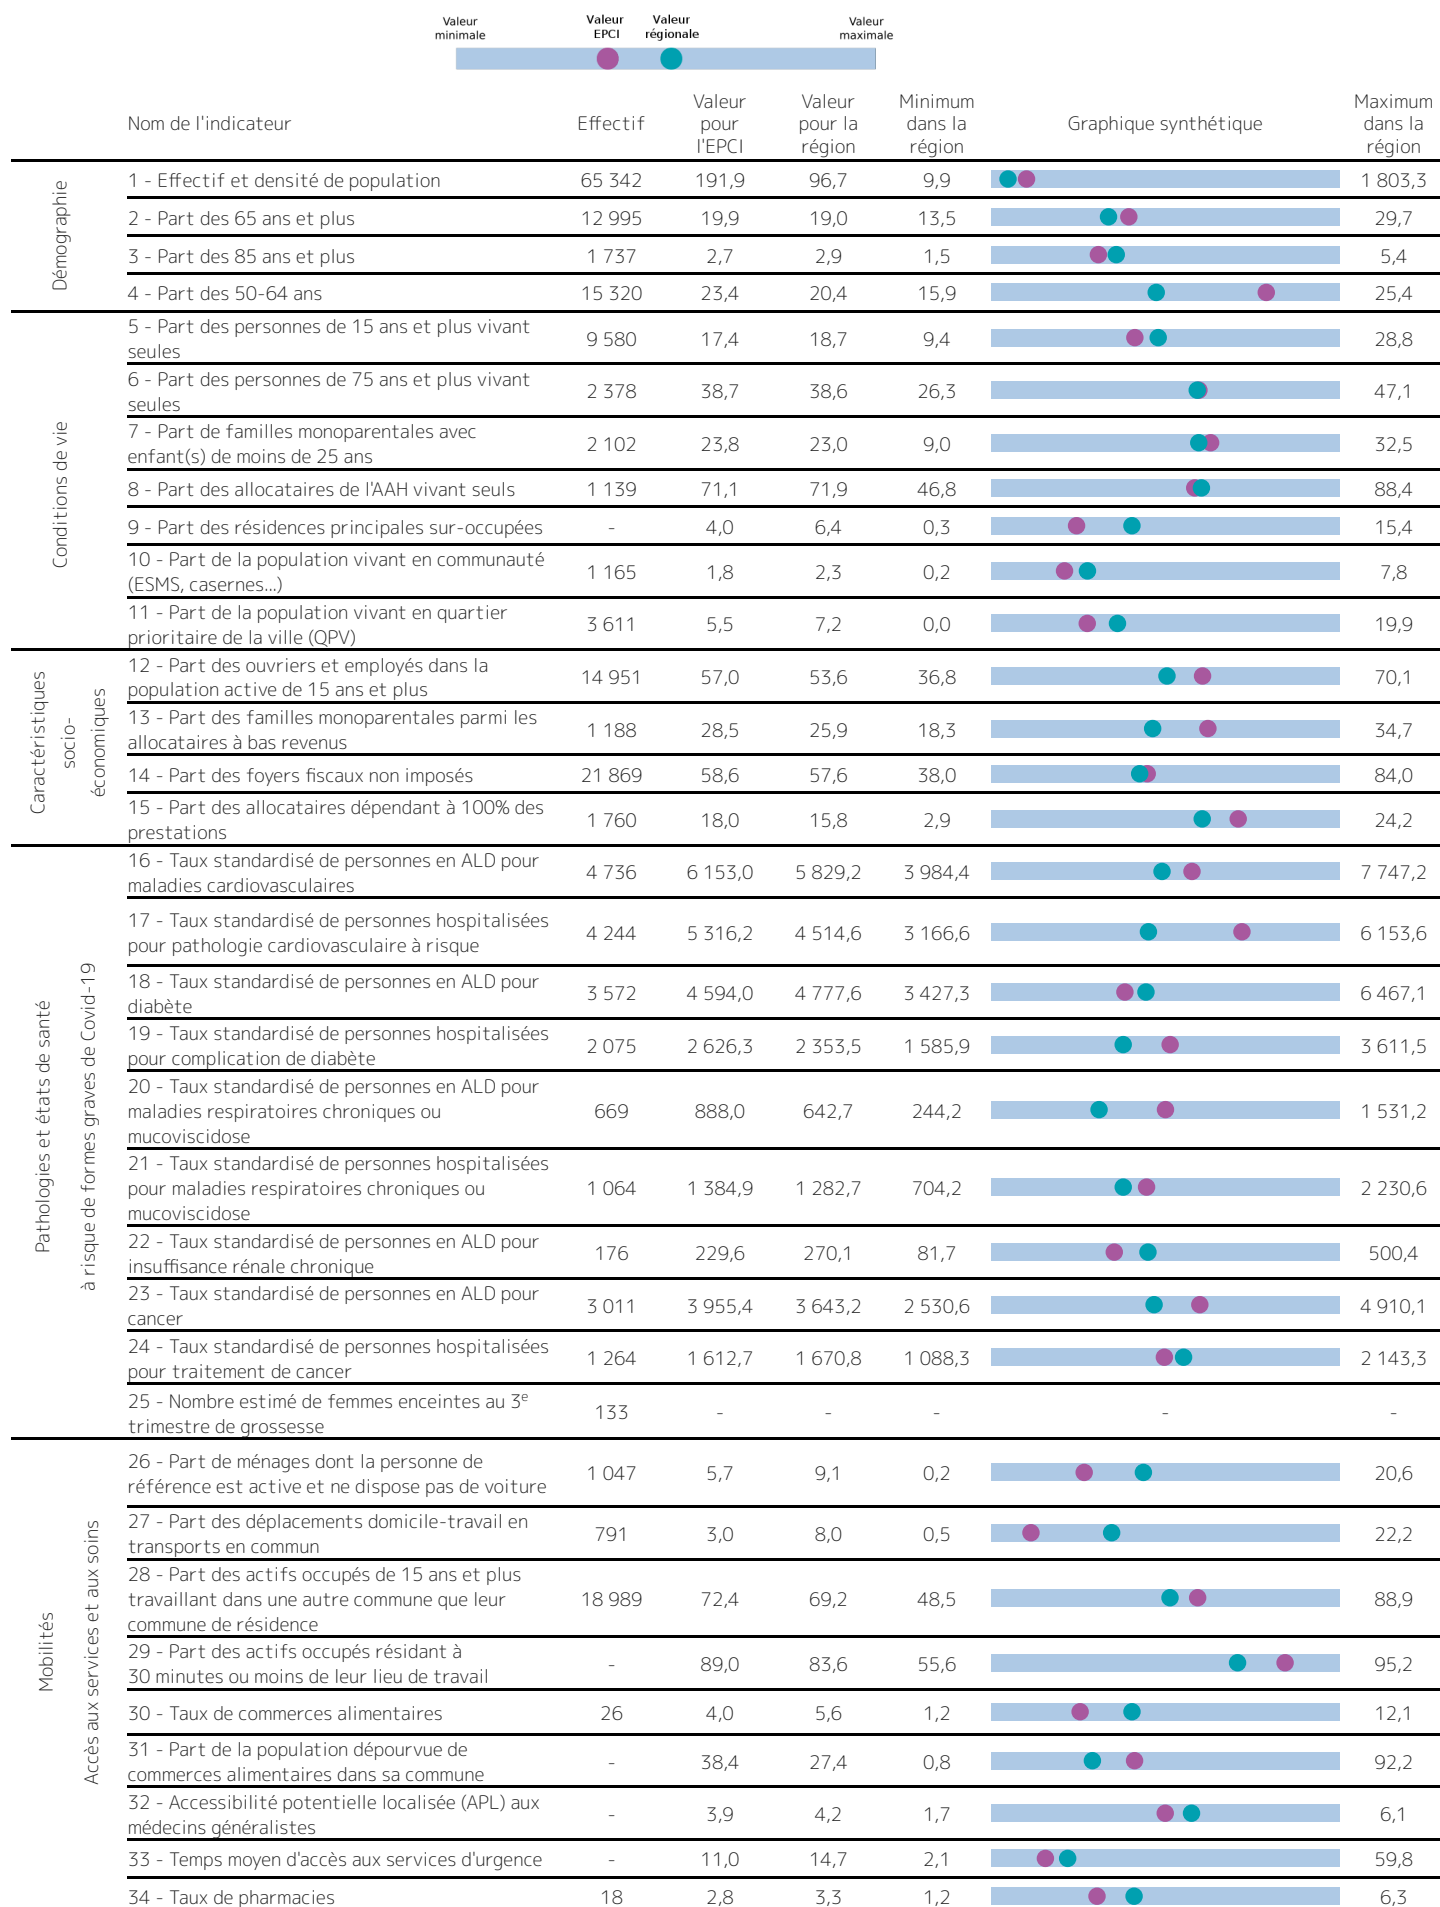 Valeur minimale
Valeur EPCI
Valeur régionale
Valeur maximale
Nom de l'indicateur
Effectif
Valeur pour l'EPCI
Valeur pour la région
Minimum dans la région
Graphique synthétique
Maximum dans la région
Démographie
1 - Effectif et densité de population 65 342 191,9 96,7 9,9 1 803,3
2 - Part des 65 ans et plus 12 995 19,9 19,0 13,5 29,7
3 - Part des 85 ans et plus 1 737 2,7 2,9 1,5 5,4
4 - Part des 50-64 ans 15 320 23,4 20,4 15,9 25,4
Conditions de vie
5 - Part des personnes de 15 ans et plus vivant
seules 9 580 17,4 18,7 9,4 28,8
6 - Part des personnes de 75 ans et plus vivant
seules 2 378 38,7 38,6 26,3 47,1
7 - Part de familles monoparentales avec
enfant(s) de moins de 25 ans 2 102 23,8 23,0 9,0 32,5
8 - Part des allocataires de l'AAH vivant seuls 1 139 71,1 71,9 46,8 88,4
9 - Part des résidences principales sur-occupées - 4,0 6,4 0,3 15,4
10 - Part de la population vivant en communauté
(ESMS, casernes...) 1 165 1,8 2,3 0,2 7,8
11 - Part de la population vivant en quartier
prioritaire de la ville (QPV) 3 611 5,5 7,2 0,0 19,9
Caractéristiques
socio-
économiques
12 - Part des ouvriers et employés dans la
population active de 15 ans et plus 14 951 57,0 53,6 36,8 70,1
13 - Part des familles monoparentales parmi les
allocataires à bas revenus 1 188 28,5 25,9 18,3 34,7
14 - Part des foyers fiscaux non imposés 21 869 58,6 57,6 38,0 84,0
15 - Part des allocataires dépendant à 100% des
prestations 1 760 18,0 15,8 2,9 24,2
Pathologies et états de santé
à risque de formes graves de Covid-19
16 - Taux standardisé de personnes en ALD pour
maladies cardiovasculaires 4 736 6 153,0 5 829,2 3 984,4 7 747,2
17 - Taux standardisé de personnes hospitalisées
pour pathologie cardiovasculaire à risque 4 244 5 316,2 4 514,6 3 166,6 6 153,6
18 - Taux standardisé de personnes en ALD pour
diabète 3 572 4 594,0 4 777,6 3 427,3 6 467,1
19 - Taux standardisé de personnes hospitalisées
pour complication de diabète 2 075 2 626,3 2 353,5 1 585,9 3 611,5
20 - Taux standardisé de personnes en ALD pour
maladies respiratoires chroniques ou 669 888,0 642,7 244,2 1 531,2
mucoviscidose
21 - Taux standardisé de personnes hospitalisées
pour maladies respiratoires chroniques ou 1 064 1 384,9 1 282,7 704,2 2 230,6
mucoviscidose
22 - Taux standardisé de personnes en ALD pour
insuffisance rénale chronique 176 229,6 270,1 81,7 500,4
23 - Taux standardisé de personnes en ALD pour
cancer 3 011 3 955,4 3 643,2 2 530,6 4 910,1
24 - Taux standardisé de personnes hospitalisées
pour traitement de cancer 1 264 1 612,7 1 670,8 1 088,3 2 143,3
25 - Nombre estimé de femmes enceintes au 3e
trimestre de grossesse 133 - - - - -
Mobilités
Accès aux services et aux soins
26 - Part de ménages dont la personne de
référence est active et ne dispose pas de voiture 1 047 5,7 9,1 0,2 20,6
27 - Part des déplacements domicile-travail en
transports en commun 791 3,0 8,0 0,5 22,2
28 - Part des actifs occupés de 15 ans et plus
travaillant dans une autre commune que leur 18 989 72,4 69,2 48,5 88,9
commune de résidence
29 - Part des actifs occupés résidant à
30 minutes ou moins de leur lieu de travail - 89,0 83,6 55,6 95,2
30 - Taux de commerces alimentaires 26 4,0 5,6 1,2 12,1
31 - Part de la population dépourvue de
commerces alimentaires dans sa commune - 38,4 27,4 0,8 92,2
32 - Accessibilité potentielle localisée (APL) aux
médecins généralistes - 3,9 4,2 1,7 6,1
33 - Temps moyen d'accès aux services d'urgence - 11,0 14,7 2,1 59,8
34 - Taux de pharmacies 18 2,8 3,3 1,2 6,3